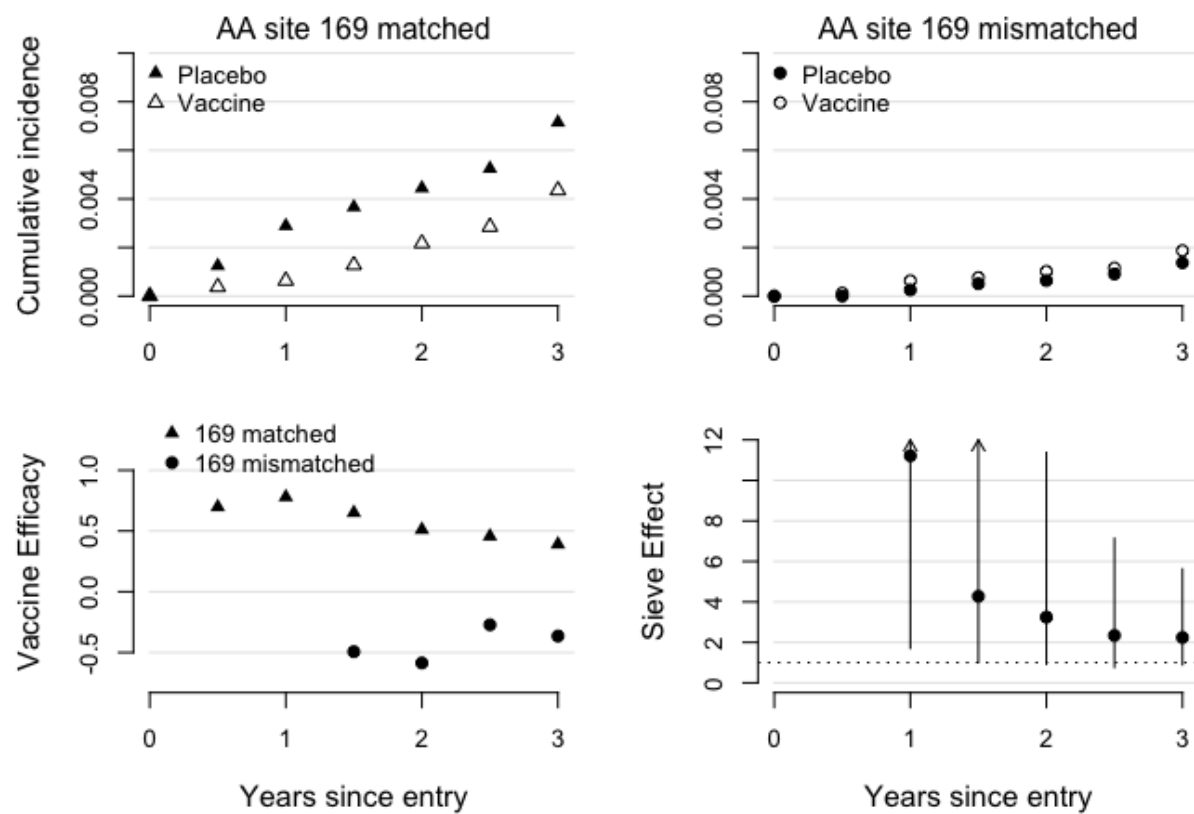 AA site 169 matched
Cumulative incidence
0.008
0.004
0.000
Placebo
Vaccine
0 1 2 3
AA site 169 mismatched
0.008
0.004
0.000
Placebo
Vaccine
0 1 2 3
Vaccine Efficacy
1.0
0.5
0.0
-0.5
169 matched
169 mismatched
0 1 2 3
Years since entry
Sieve Effect
12
8
6
4
2
0
0 1 2 3
Years since entry